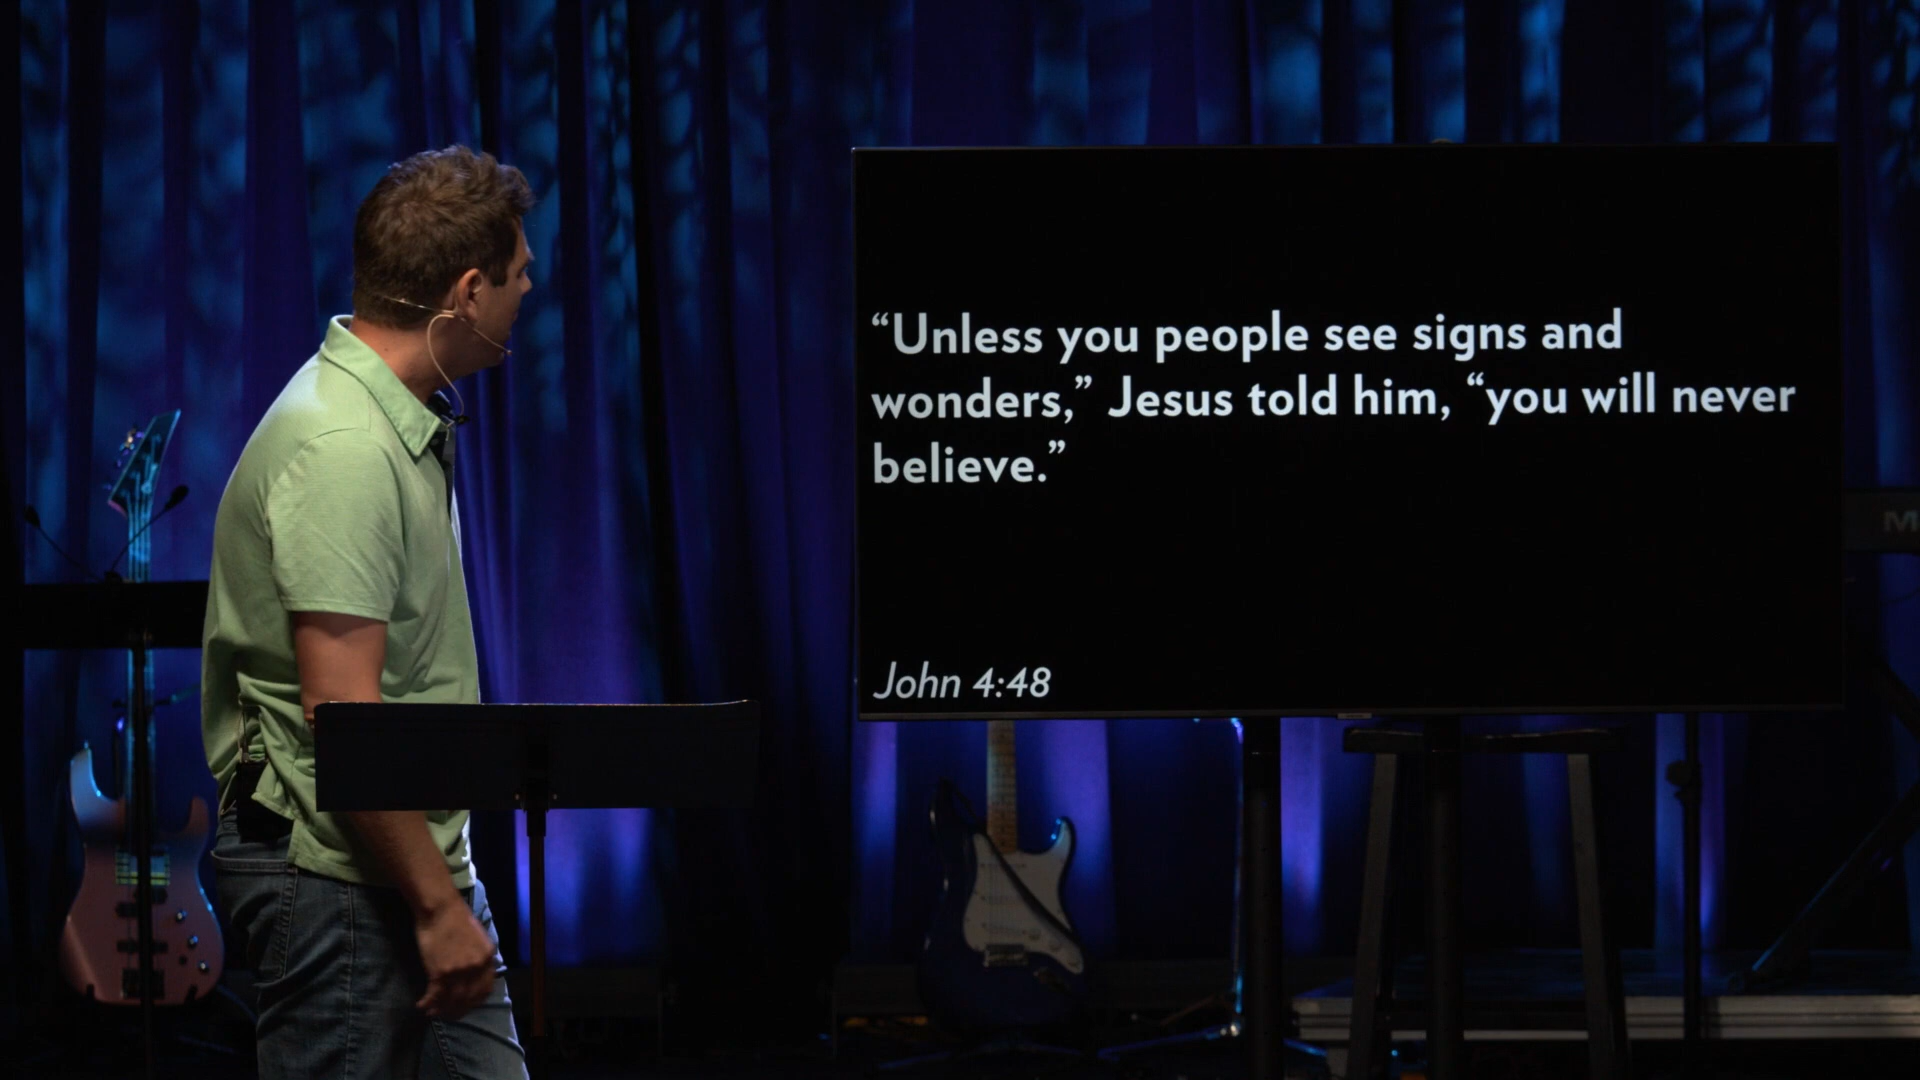 “Unless you people see signs and
wonders,” Jesus told him, “you will never
believe.”
John 4:48
M